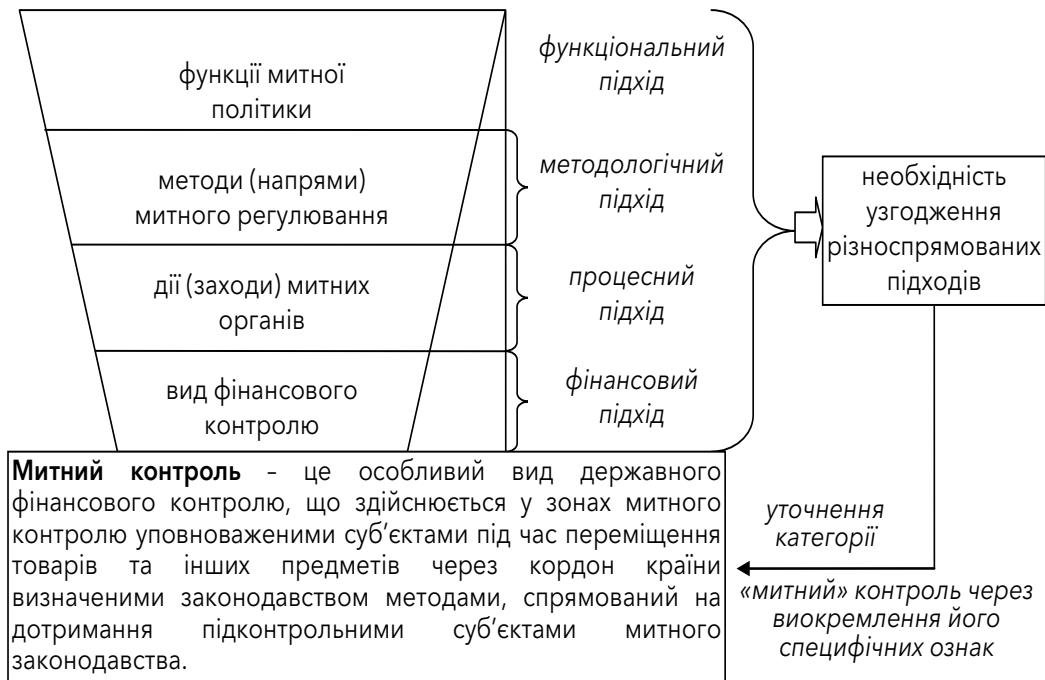 функції митної
політики
функціональний
підхід
методи (напрями)
митного регулювання
методологічний
підхід
дії (заходи) митних
органів
процесний
підхід
вид фінансового
контролю
фінансовий
підхід
необхідність
узгодження
різноспрямованих
підходів
Митний контроль – це особливий вид державного
фінансового контролю, що здійснюється у зонах митного
контролю уповноваженими суб’єктами під час переміщення
товарів та інших предметів через кордон країни
визначеними законодавством методами, спрямований на
дотримання підконтрольними суб’єктами митного
законодавства.
уточнення
категорії
«митний» контроль через
виокремлення його
специфічних ознак